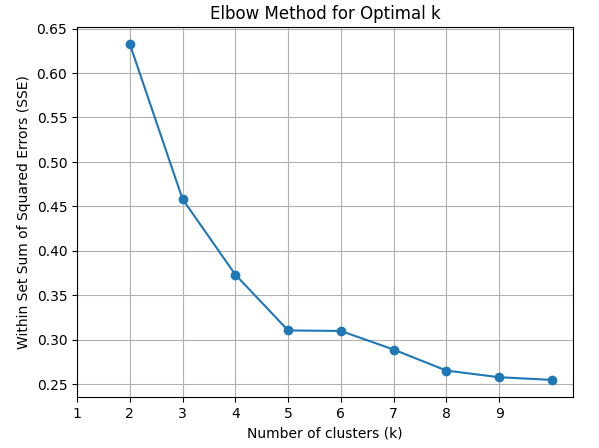 Elbow Method for Optimal k
Within Set Sum of Squared Errors (SSE)
0.65
0.60
0.55
0.50
0.45
0.40
0.35
0.30
0.25
1 2 3 4 5 6 7 8 9
Number of clusters (k)